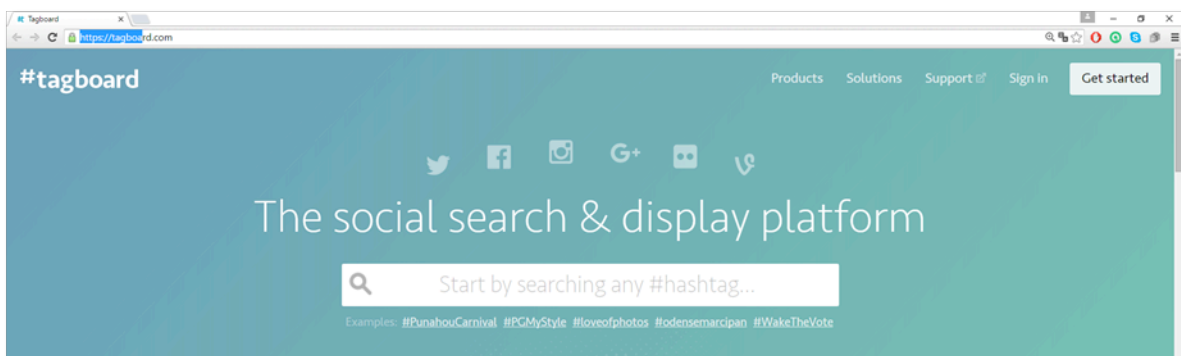 Tagboard
https://tagboard.com
#tagboard
Products Solutions Support Sign in Get started
G+
The social search & display platform
Start by searching any #hashtag...
Examples: #PunahouCarnival #PGMyStyle #loveofphotos #odensemarcipan #WakeTheVote